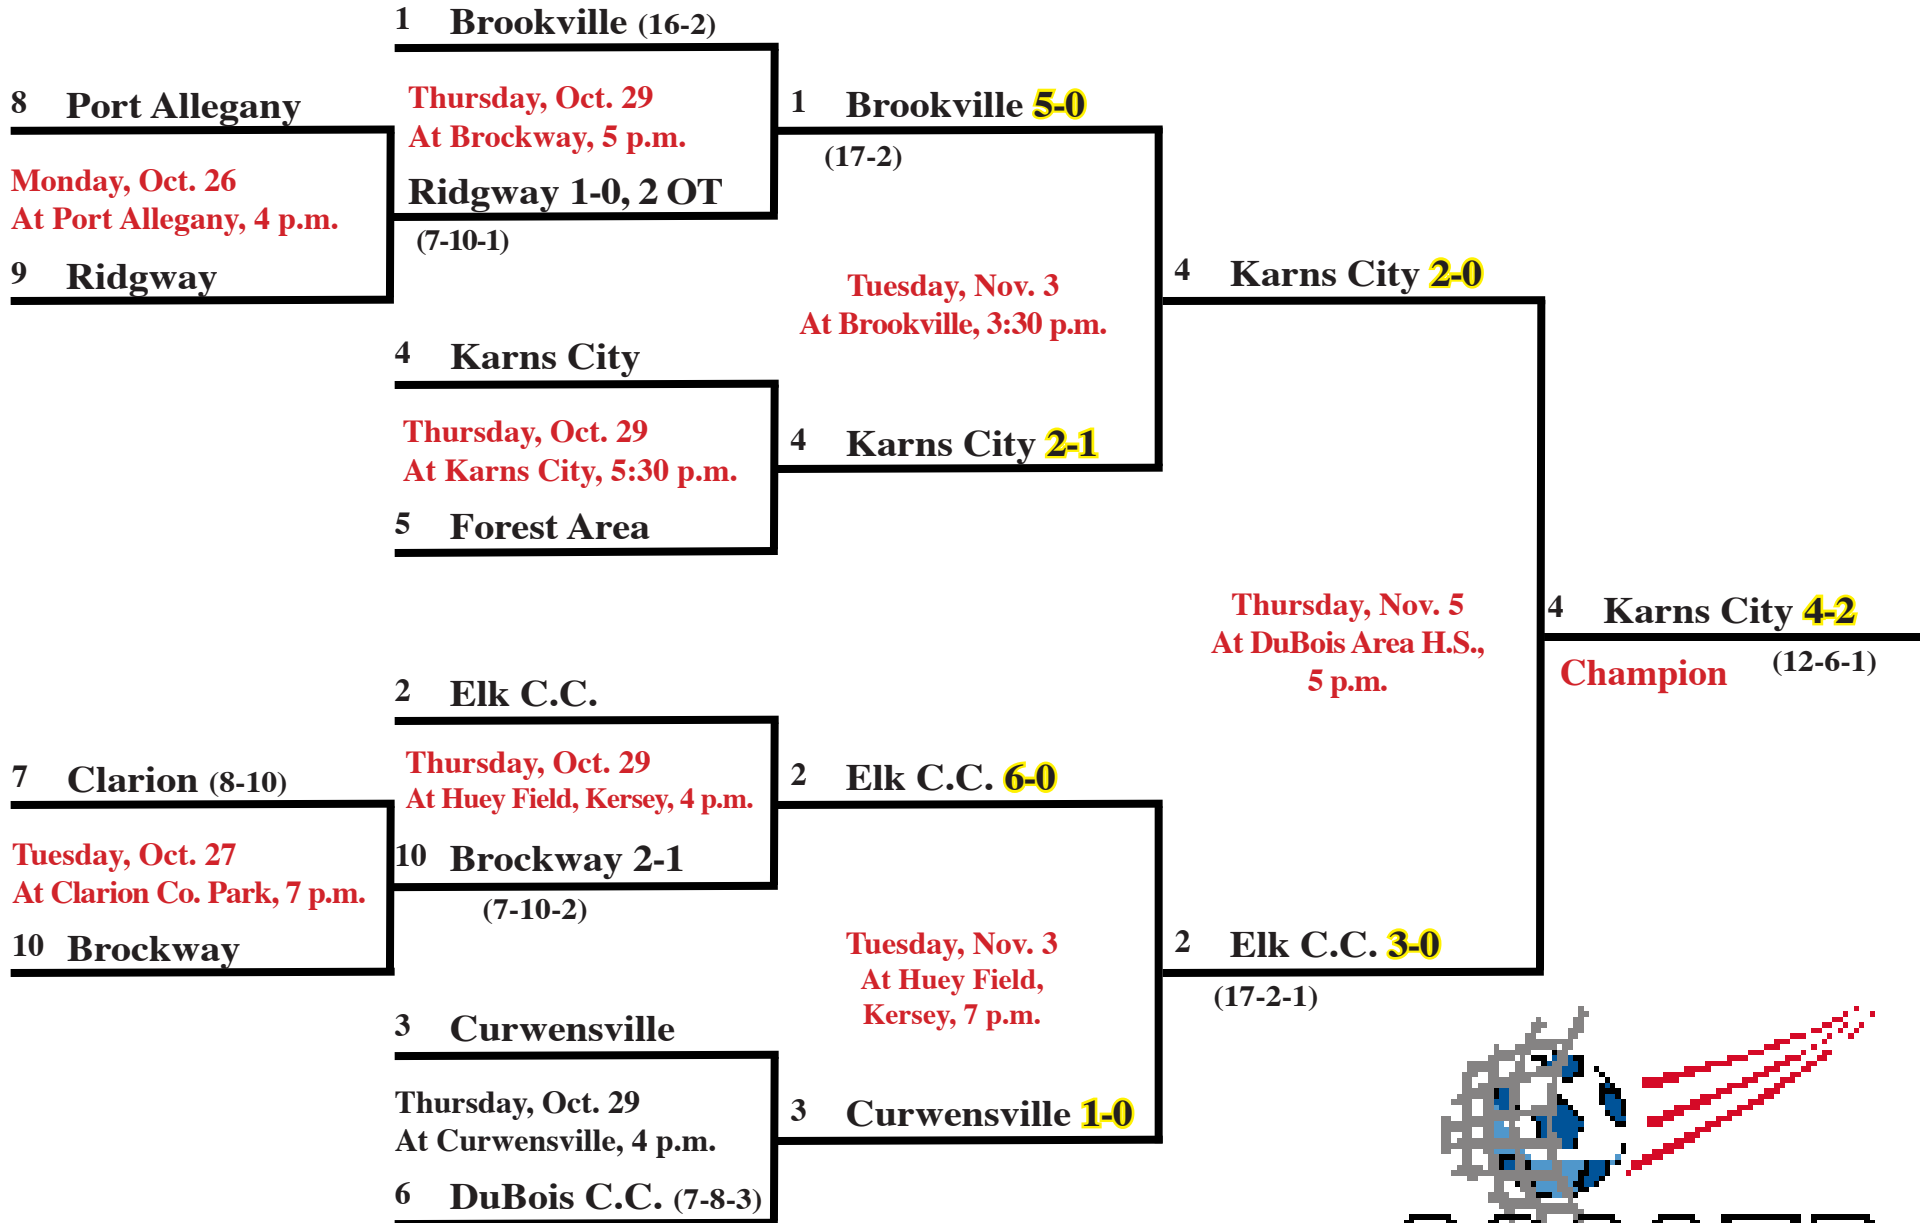 1 Brookville (16-2)
8 Port Allegany
Thursday, Oct. 29
At Brockway, 5 p.m.
1 Brookville 5-0
(17-2)
Monday, Oct. 26
At Port Allegany, 4 p.m.
Ridgway 1-0, 2 OT
(7-10-1)
9 Ridgway
Tuesday, Nov. 3
At Brookville, 3:30 p.m.
4 Karns City 2-0
4 Karns City
Thursday, Oct. 29
At Karns City, 5:30 p.m.
4 Karns City 2-1
5 Forest Area
Thursday, Nov. 5
At DuBois Area H.S.,
5 p.m.
4 Karns City 4-2
Champion (12-6-1)
2 Elk C.C.
7 Clarion (8-10)
Thursday, Oct. 29
At Huey Field, Kersey, 4 p.m.
2 Elk C.C. 6-0
Tuesday, Oct. 27
At Clarion Co. Park, 7 p.m.
10 Brockway 2-1
(7-10-2)
10 Brockway
Tuesday, Nov. 3
At Huey Field,
Kersey, 7 p.m.
2 Elk C.C. 3-0
(17-2-1)
3 Curwensville
Thursday, Oct. 29
At Curwensville, 4 p.m.
3 Curwensville 1-0
6 DuBois C.C. (7-8-3)